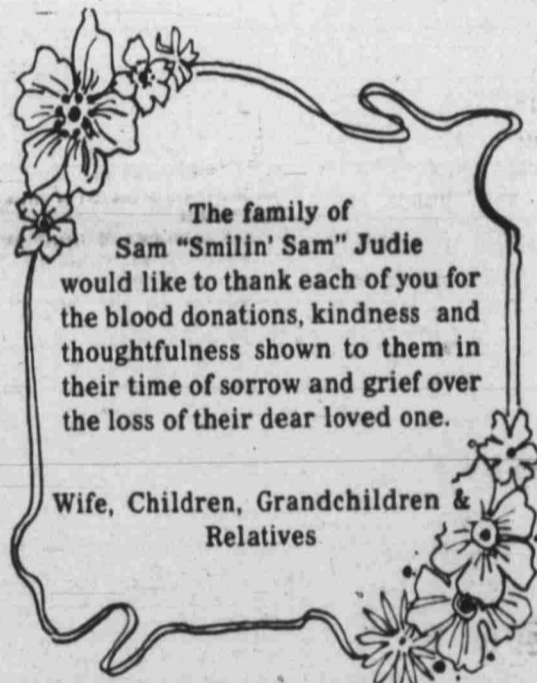 The family of
Sam "Smilin' Sam" Judie
would like to thank each of you for
the blood donations, kindness and
thoughtfulness shown to them in
their time of sorrow and grief over
the loss of their dear loved one.
Wife, Children, Grandchildren &
Relatives